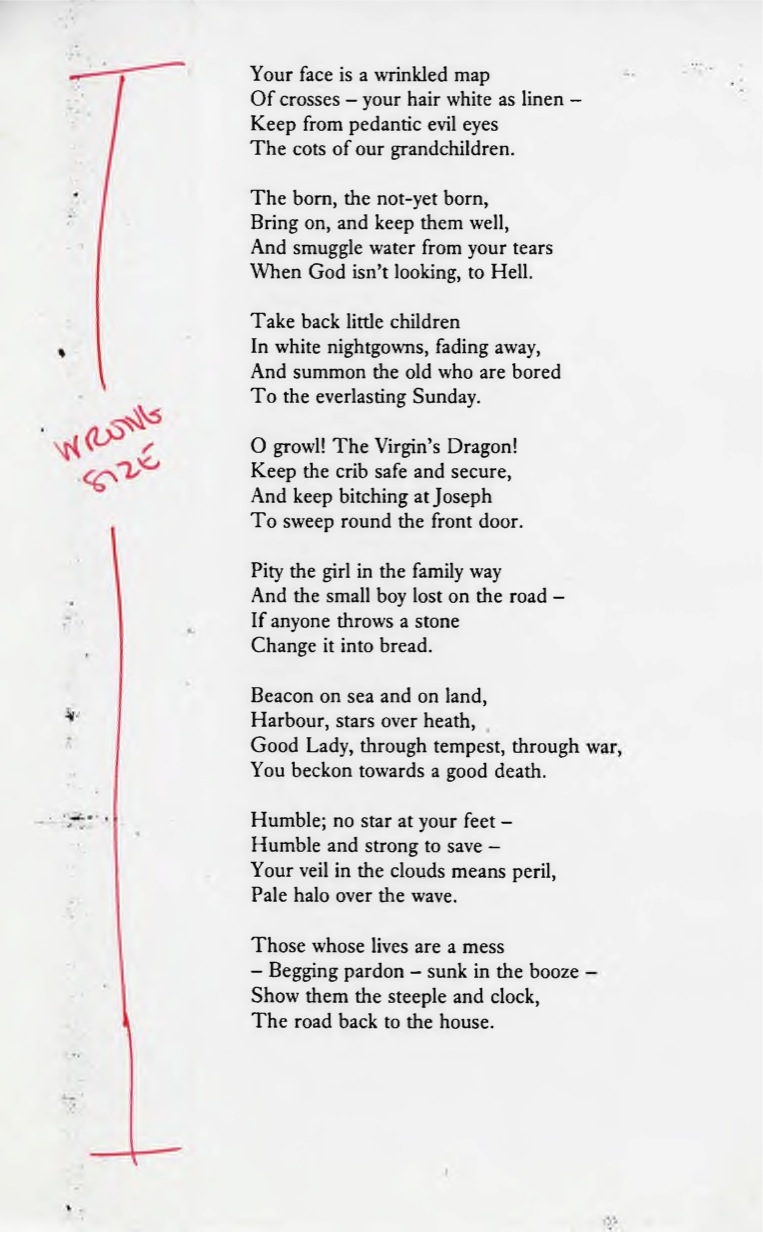 Your face is a wrinkled map
Of crosses – your hair white as linen –
Keep from pedantic evil eyes
The cots of our grandchildren.

The born, the not-yet born,
Bring on, and keep them well,
And smuggle water from your tears
When God isn't looking, to Hell.

Take back little children
In white nightgowns, fading away,
And summon the old who are bored
To the everlasting Sunday.

WRONG
SIZE

O growl! The Virgin's Dragon!
Keep the crib safe and secure,
And keep bitching at Joseph
To sweep round the front door.

Pity the girl in the family way
And the small boy lost on the road –
If anyone throws a stone
Change it into bread.

Beacon on sea and on land,
Harbour, stars over heath,
Good Lady, through tempest, through war,
You beckon towards a good death.

Humble; no star at your feet –
Humble and strong to save –
Your veil in the clouds means peril,
Pale halo over the wave.

Those whose lives are a mess
– Begging pardon – sunk in the booze –
Show them the steeple and clock,
The road back to the house.